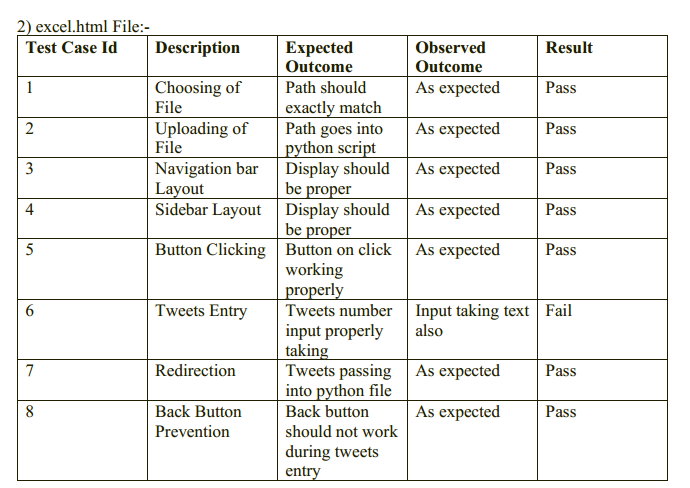 2) excel.html File:-
Test Case Id Description Expected Outcome Observed Outcome Result
1 Choosing of File Path should exactly match As expected Pass
2 Uploading of File Path goes into python script As expected Pass
3 Navigation bar Layout Display should be proper As expected Pass
4 Sidebar Layout Display should be proper As expected Pass
5 Button Clicking Button on click working properly As expected Pass
6 Tweets Entry Tweets number input properly taking Input taking text also Fail
7 Redirection Tweets passing into python file As expected Pass
8 Back Button Prevention Back button should not work during tweets entry As expected Pass